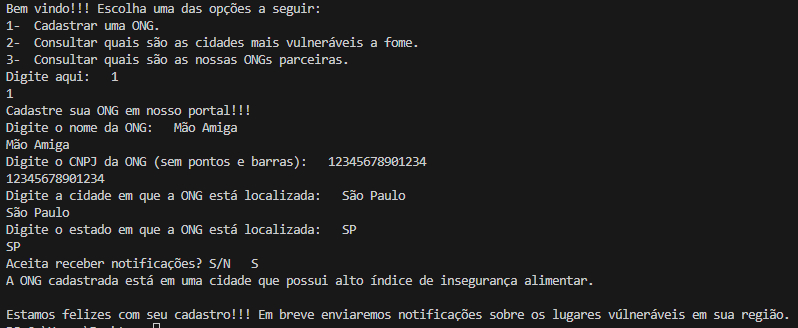 Bem vindo!!! Escolha uma das opções a seguir:
1-  Cadastrar uma ONG.
2-  Consultar quais são as cidades mais vulneráveis a fome.
3-  Consultar quais são as nossas ONGs parceiras.
Digite aqui:   1
1
Cadastre sua ONG em nosso portal!!!
Digite o nome da ONG:   Mão Amiga
Mão Amiga
Digite o CNPJ da ONG (sem pontos e barras):   12345678901234
12345678901234
Digite a cidade em que a ONG está localizada:   São Paulo
São Paulo
Digite o estado em que a ONG está localizada:   SP
SP
Aceita receber notificações? S/N   S
A ONG cadastrada está em uma cidade que possui alto índice de insegurança alimentar.
Estamos felizes com seu cadastro!!! Em breve enviaremos notificações sobre os lugares vúlneráveis em sua região.